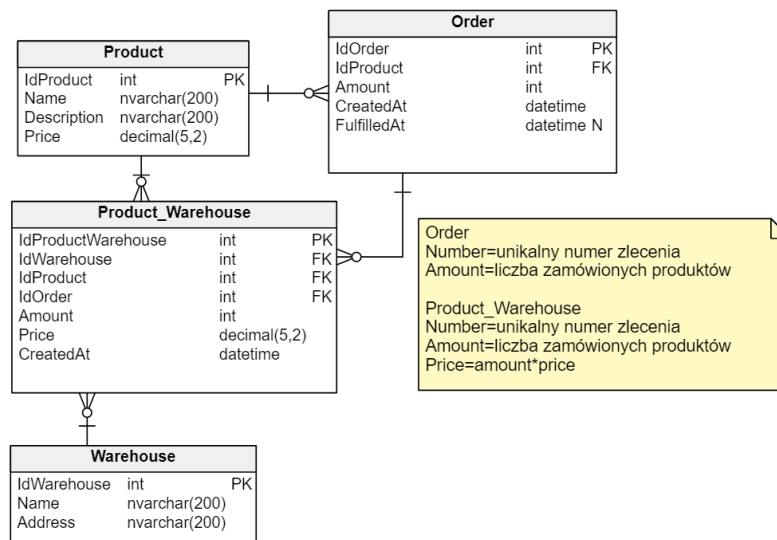 Product
IdProduct int PK
Name nvarchar(200)
Description nvarchar(200)
Price decimal(5,2)
Order
IdOrder int PK
IdProduct int FK
Amount int
CreatedAt datetime
FulfilledAt datetime N
Product_Warehouse
IdProductWarehouse int PK
IdWarehouse int FK
IdProduct int FK
IdOrder int FK
Amount int
Price decimal(5,2)
CreatedAt datetime
Order
Number=unikalny numer zlecenia
Amount=liczba zamówionych produktów
Product_Warehouse
Number=unikalny numer zlecenia
Amount=liczba zamówionych produktów
Price=amount*price
Warehouse
IdWarehouse int PK
Name nvarchar(200)
Address nvarchar(200)